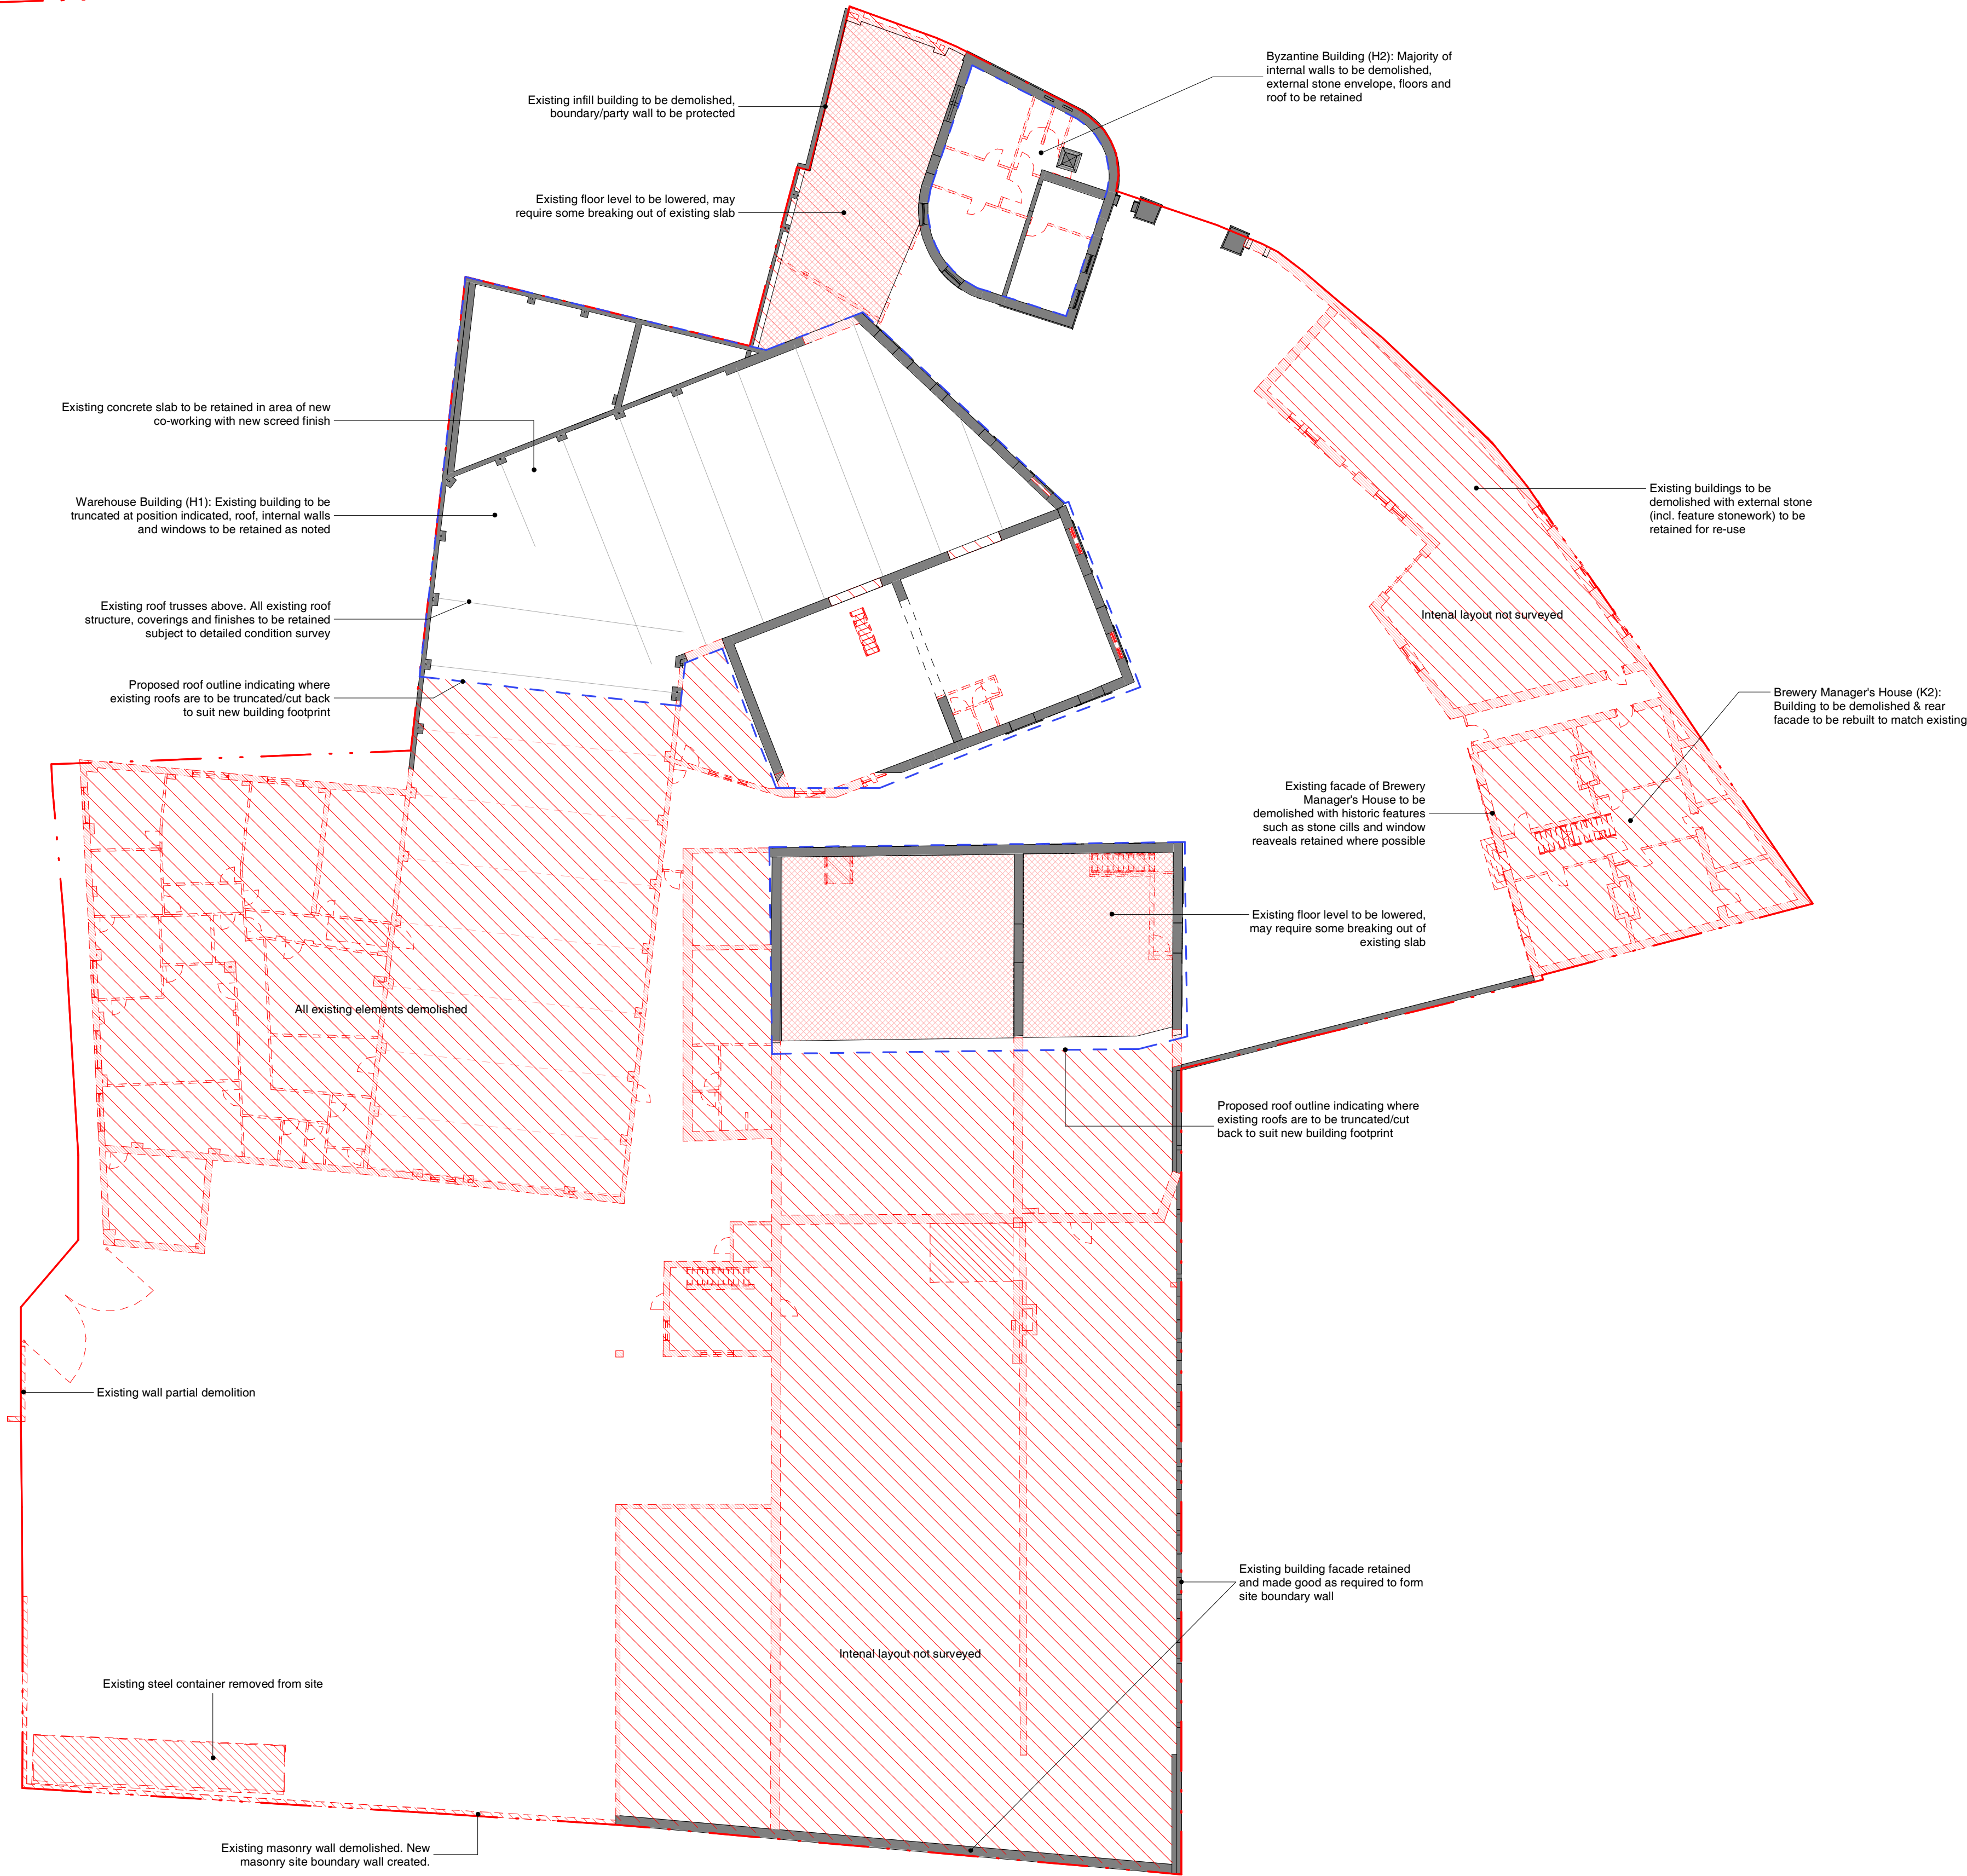 Byzantine Building (H2): Majority of
internal walls to be demolished,
external stone envelope, floors and
roof to be retained
Existing infill building to be demolished,
boundary/party wall to be protected
Existing floor level to be lowered, may
require some breaking out of existing slab
Existing concrete slab to be retained in area of new
co-working with new screed finish
Warehouse Building (H1): Existing building to be
truncated at position indicated, roof, internal walls
and windows to be retained as noted
Existing buildings to be
demolished with external stone
(incl. feature stonework) to be
retained for re-use
Existing roof trusses above. All existing roof
structure, coverings and finishes to be retained
subject to detailed condition survey
Intenal layout not surveyed
Proposed roof outline indicating where
existing roofs are to be truncated/cut back
to suit new building footprint
Brewery Manager's House (K2):
Building to be demolished & rear
facade to be rebuilt to match existing
Existing facade of Brewery
Manager's House to be
demolished with historic features
such as stone cills and window
reaveals retained where possible
Existing floor level to be lowered,
may require some breaking out of
existing slab
All existing elements demolished
Proposed roof outline indicating where
existing roofs are to be truncated/cut
back to suit new building footprint
Existing wall partial demolition
Existing building facade retained
and made good as required to form
site boundary wall
Intenal layout not surveyed
Existing steel container removed from site
Existing masonry wall demolished. New
masonry site boundary wall created.